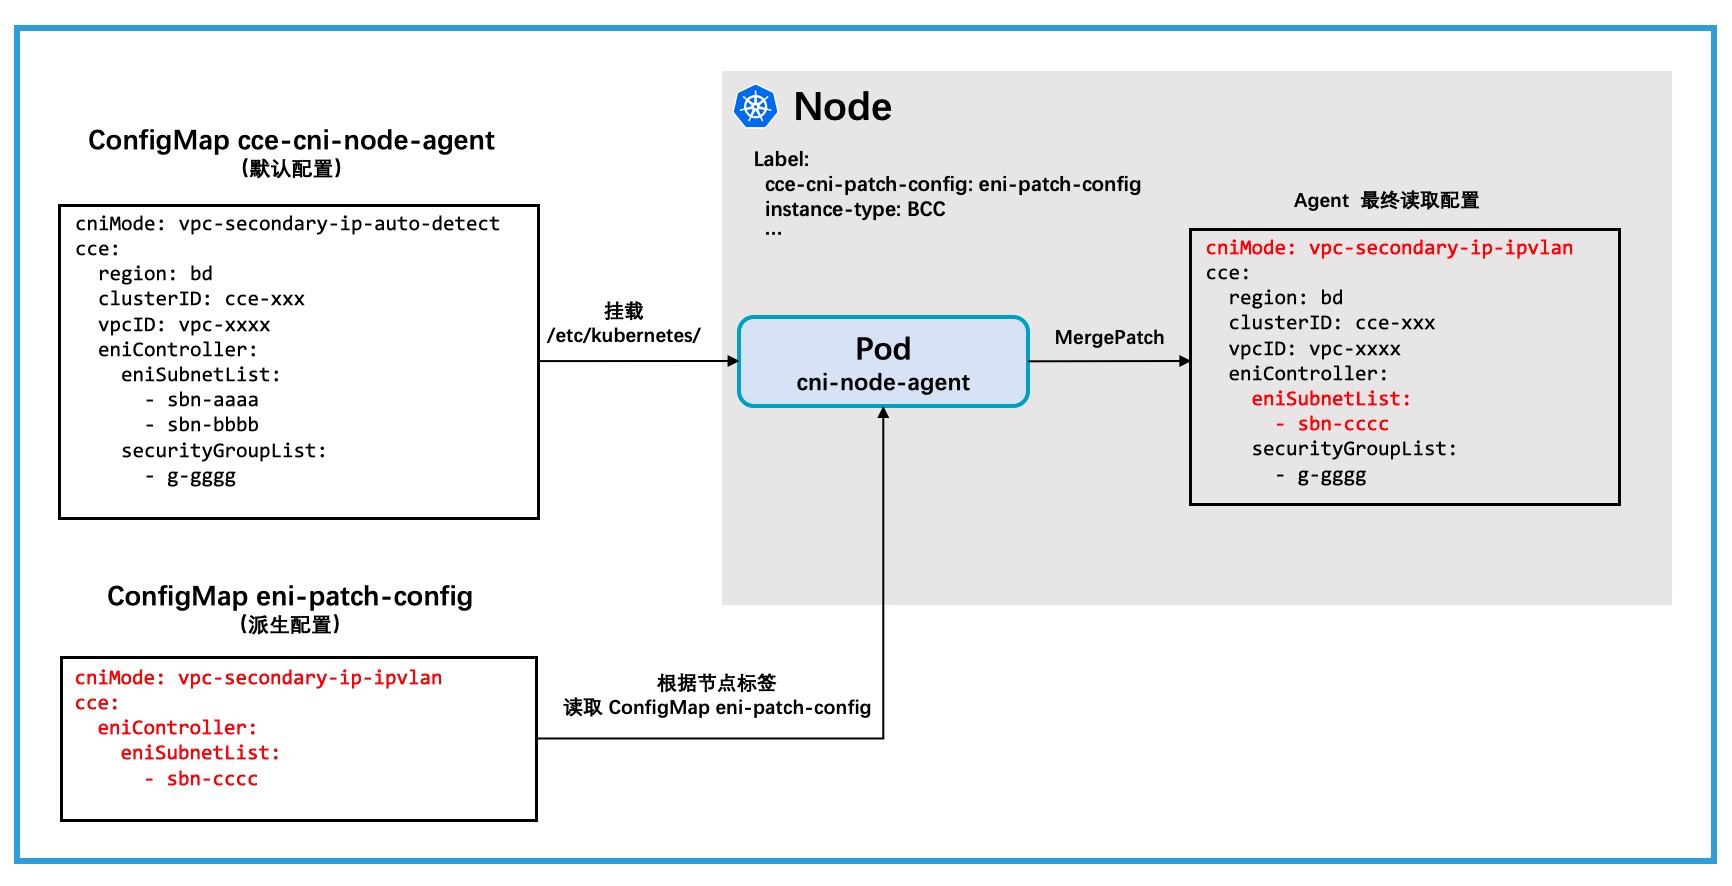 ConfigMap cce-cni-node-agent
(默认配置)
cniMode: vpc-secondary-ip-auto-detect
cce:
  region: bd
  clusterID: cce-xxx
  vpcID: vpc-xxxx
  eniController:
    eniSubnetList:
      - sbn-aaaa
      - sbn-bbbb
    securityGroupList:
      - g-gggg
ConfigMap eni-patch-config
(派生配置)
cniMode: vpc-secondary-ip-ipvlan
cce:
  eniController:
    eniSubnetList:
      - sbn-cccc
挂载
/etc/kubernetes/
根据节点标签
读取 ConfigMap eni-patch-config
Node
Label:
  cce-cni-patch-config: eni-patch-config
  instance-type: BCC
  ...
Pod
cni-node-agent
MergePatch
Agent 最终读取配置
cniMode: vpc-secondary-ip-ipvlan
cce:
  region: bd
  clusterID: cce-xxx
  vpcID: vpc-xxxx
  eniController:
    eniSubnetList:
      - sbn-cccc
    securityGroupList:
      - g-gggg